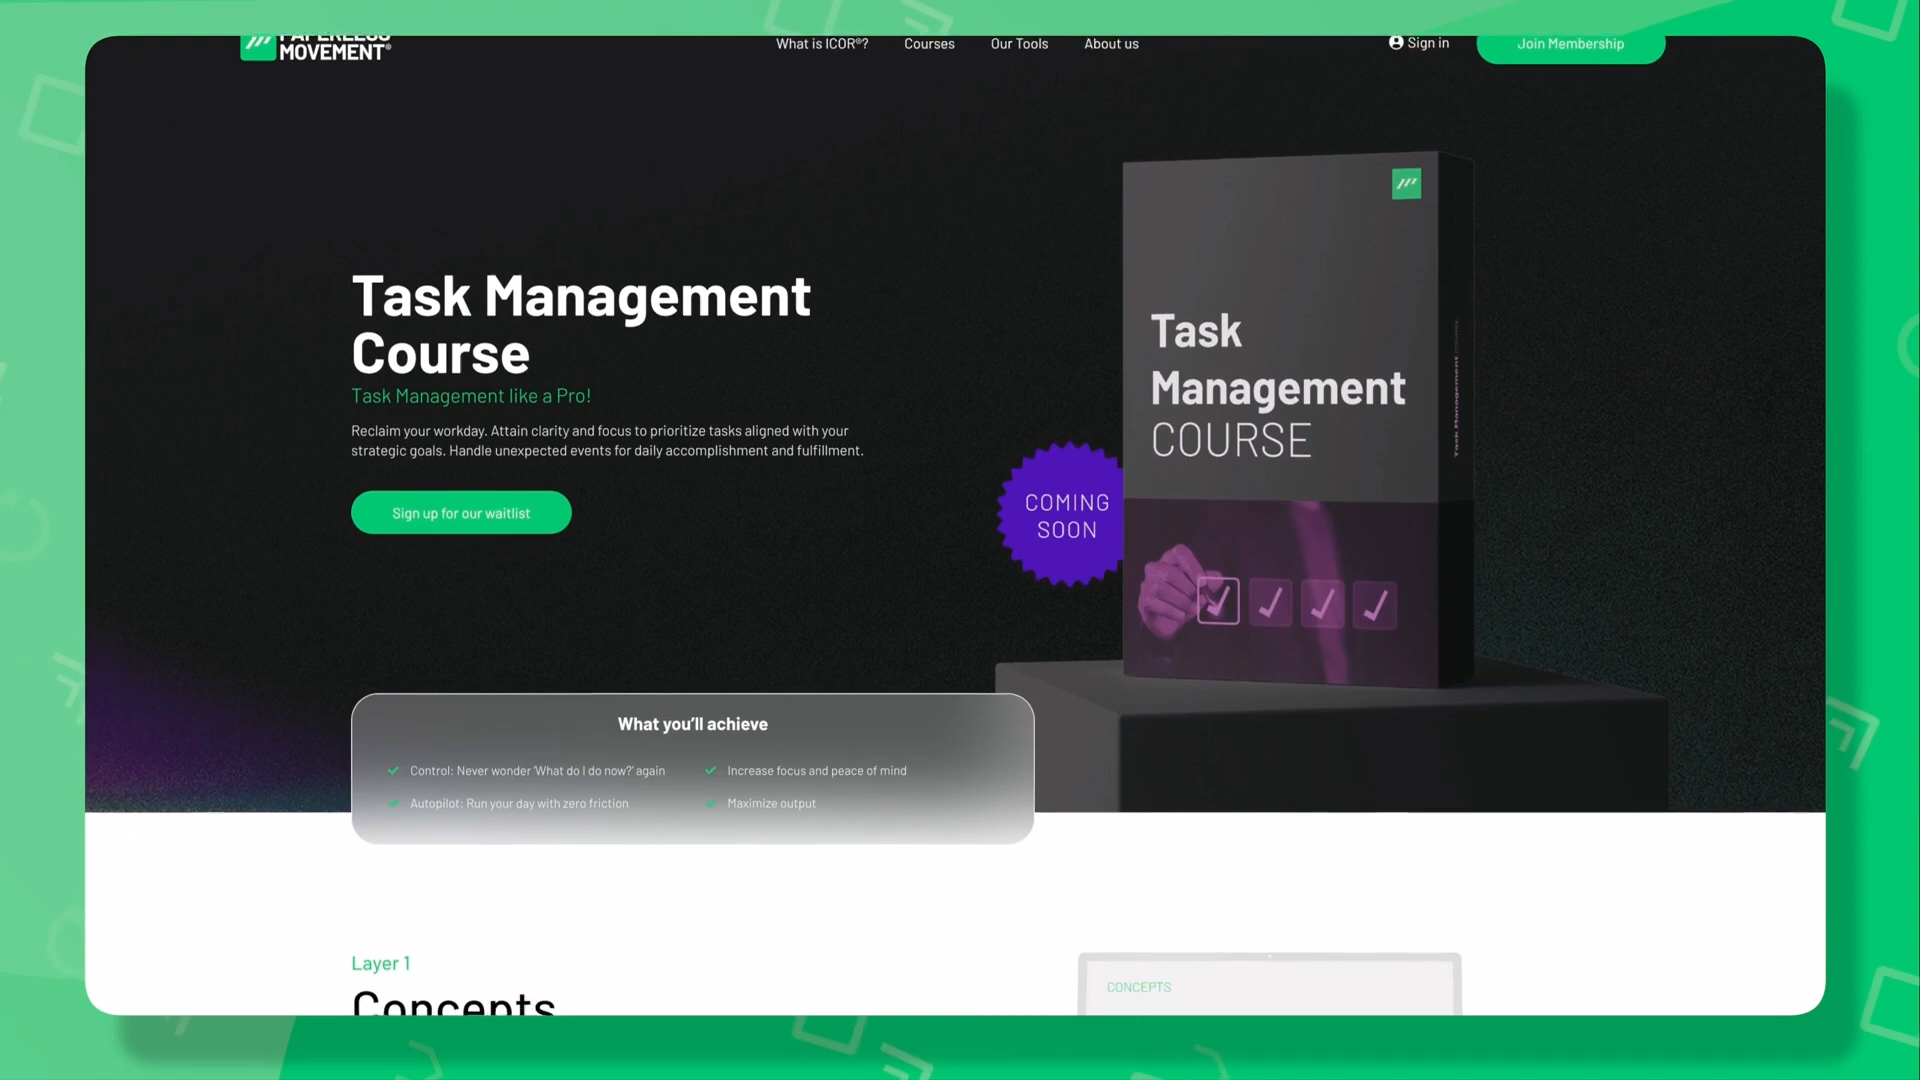 PAPERLESS
MOVEMENT®
What is ICOR®?
Courses
Our Tools
About us
Sign in
Join Membership
Task Management
Course
Task Management like a Pro!
Reclaim your workday. Attain clarity and focus to prioritize tasks aligned with your
strategic goals. Handle unexpected events for daily accomplishment and fulfillment.
Sign up for our waitlist
COMING
SOON
Task
Management
COURSE
Task Management COURSE
What you'll achieve
Control: Never wonder 'What do I do now?' again
Increase focus and peace of mind
Autopilot: Run your day with zero friction
Maximize output
Layer 1
Concepts
CONCEPTS